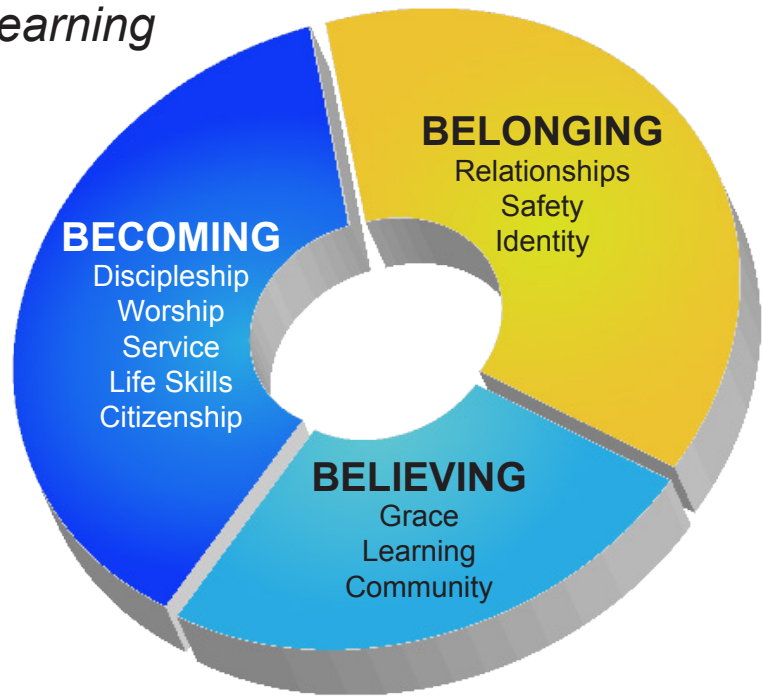 earning
BELONGING
Relationships
Safety
Identity
BECOMING
Discipleship
Worship
Service
Life Skills
Citizenship
BELIEVING
Grace
Learning
Community